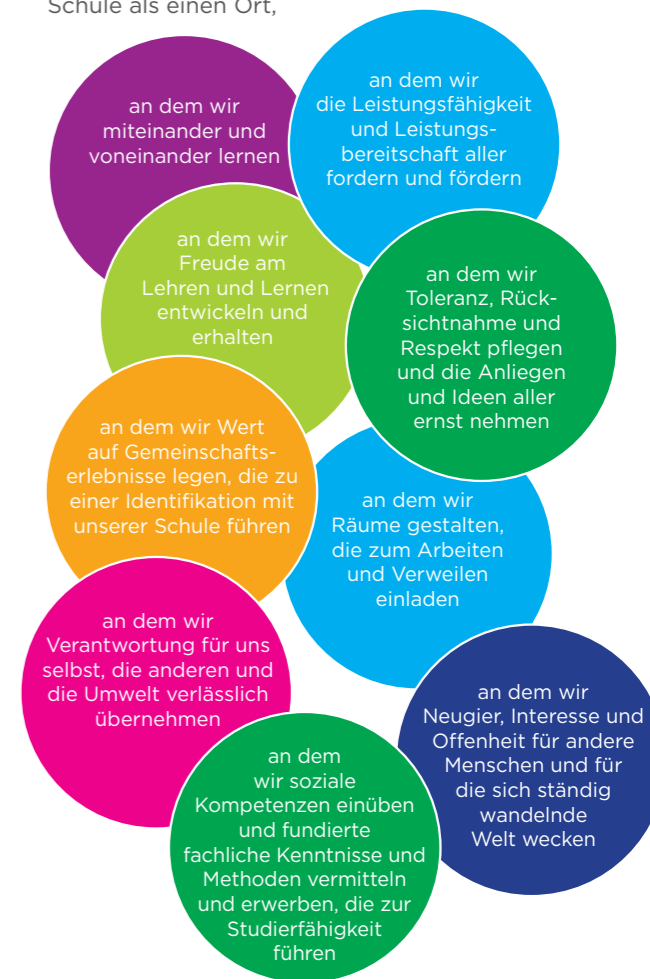 Schule als einen Ort,
an dem wir
miteinander und
voneinander lernen
an dem wir
die Leistungsfähigkeit
und Leistungs-
bereitschaft aller
fordern und fördern
an dem wir
Freude am
Lehren und Lernen
entwickeln und
erhalten
an dem wir
Toleranz, Rück-
sichtnahme und
Respekt pflegen
und die Anliegen
und Ideen aller
ernst nehmen
an dem wir Wert
auf Gemeinschafts-
erlebnisse legen, die zu
einer Identifikation mit
unserer Schule führen
an dem wir
Räume gestalten,
die zum Arbeiten
und Verweilen
einladen
an dem wir
Verantwortung für uns
selbst, die anderen und
die Umwelt verlässlich
übernehmen
an dem wir
Neugier, Interesse und
Offenheit für andere
Menschen und für
die sich ständig
wandelnde
Welt wecken
an dem
wir soziale
Kompetenzen einüben
und fundierte
fachliche Kenntnisse und
Methoden vermitteln
und erwerben, die zur
Studierfähigkeit
führen